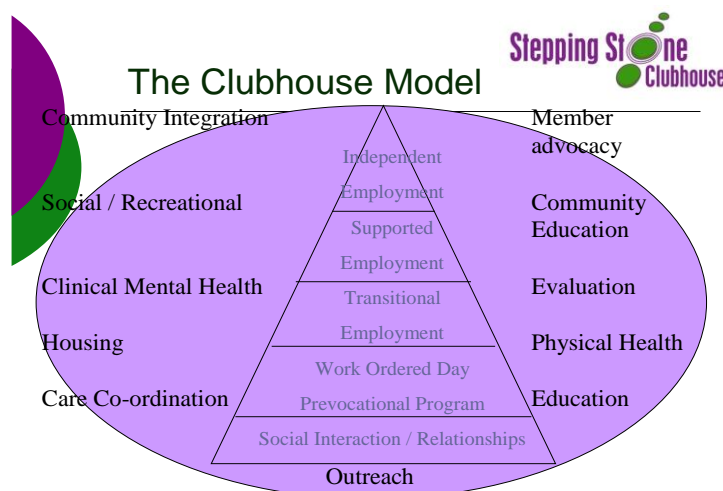 Stepping Stone
Clubhouse
The Clubhouse Model
Community Integration
Social / Recreational
Clinical Mental Health
Housing
Care Co-ordination
Independent
Employment
Supported
Employment
Transitional
Employment
Work Ordered Day
Prevocational Program
Social Interaction / Relationships
Member
advocacy
Community
Education
Evaluation
Physical Health
Education
Outreach